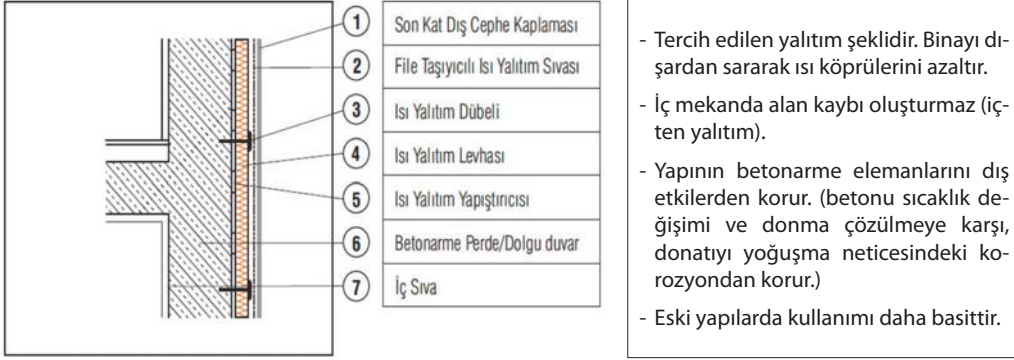 1 Son Kat Dış Cephe Kaplaması
2 File Taşıyıcılı Isı Yalıtım Sıvası
3 Isı Yalıtım Dübeli
4 Isı Yalıtım Levhası
5 Isı Yalıtım Yapıştırıcısı
6 Betonarme Perde/Dolgu duvar
7 İç Sıva
- Tercih edilen yalıtım şeklidir. Binayı dı-
şardan sararak ısı köprülerini azaltır.
- İç mekanda alan kaybı oluşturmaz (iç-
ten yalıtım).
- Yapının betonarme elemanlarını dış
etkilerden korur. (betonu sıcaklık de-
ğişimi ve donma çözülmeye karşı,
donatıyı yoğuşma neticesindeki ko-
rozyondan korur.)
- Eski yapılarda kullanımı daha basittir.